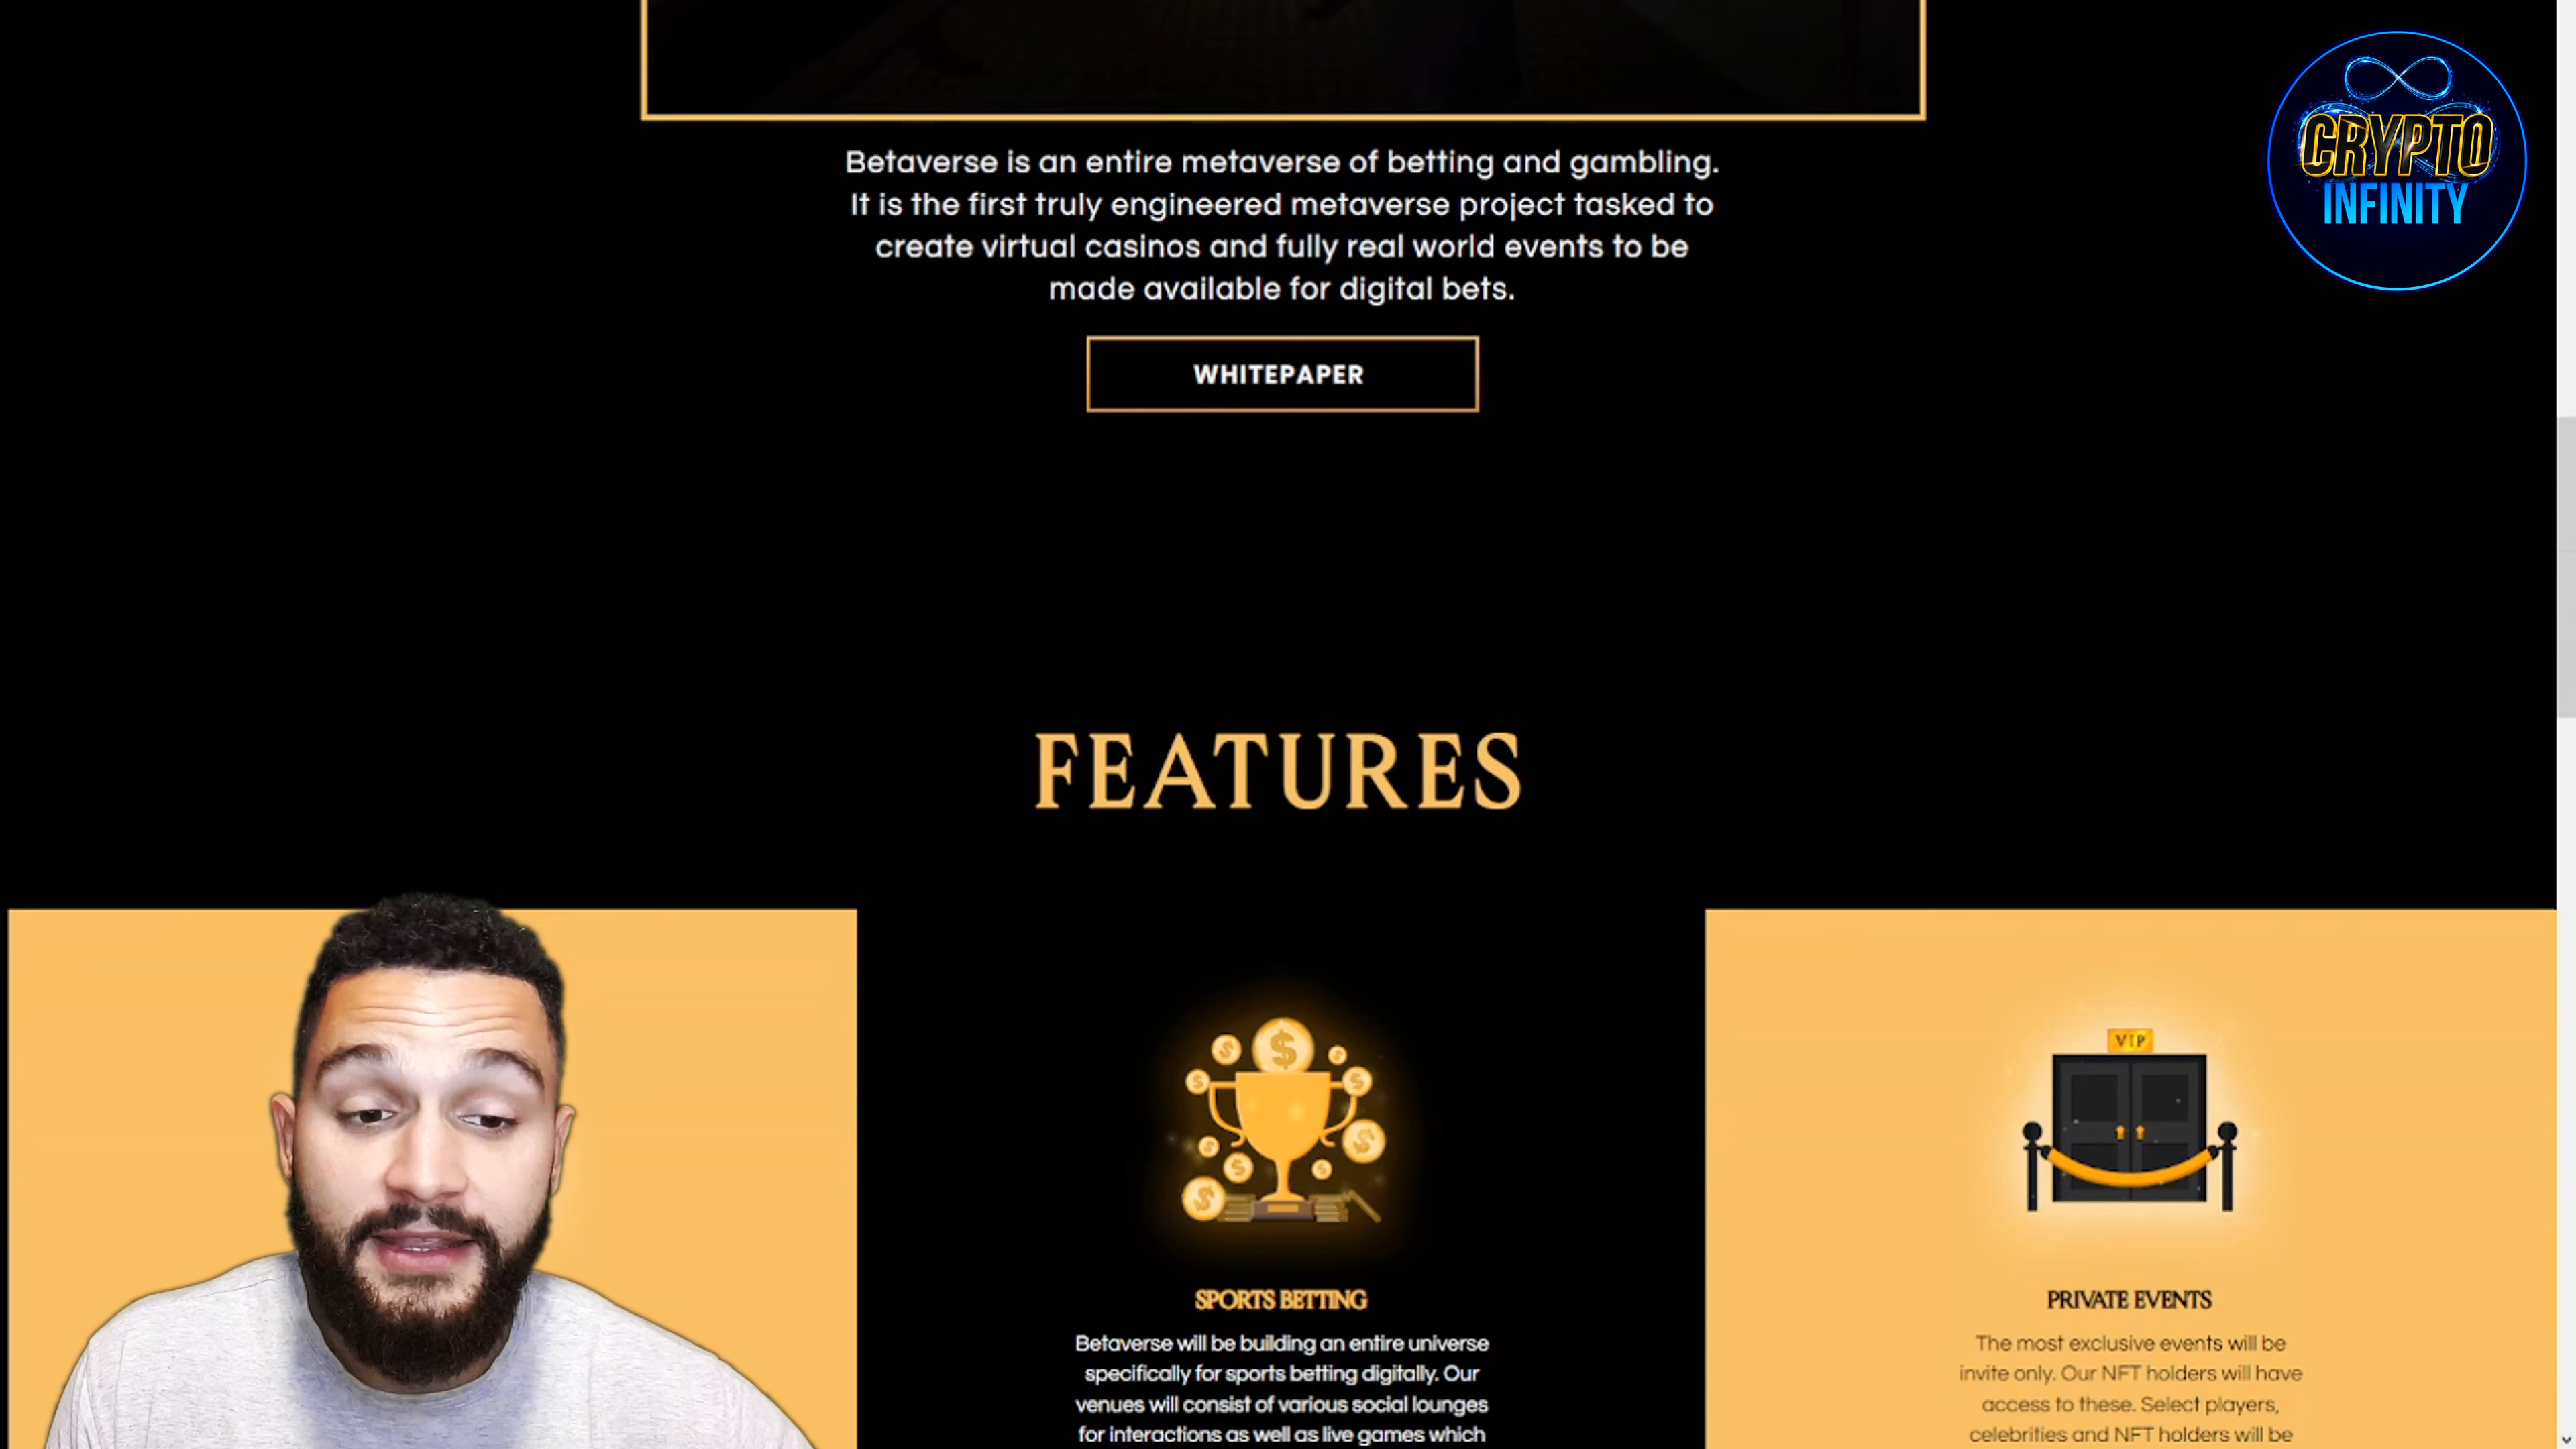 CRYPTO
INFINITY
Betaverse is an entire metaverse of betting and gambling.
It is the first truly engineered metaverse project tasked to
create virtual casinos and fully real world events to be
made available for digital bets.
WHITEPAPER
FEATURES
VIP
SPORTS BETTING
Betaverse will be building an entire universe
specifically for sports betting digitally. Our
venues will consist of various social lounges
for interactions as well as live games which
PRIVATE EVENTS
The most exclusive events will be
invite only. Our NFT holders will have
access to these. Select players,
celebrities and NFT holders will be